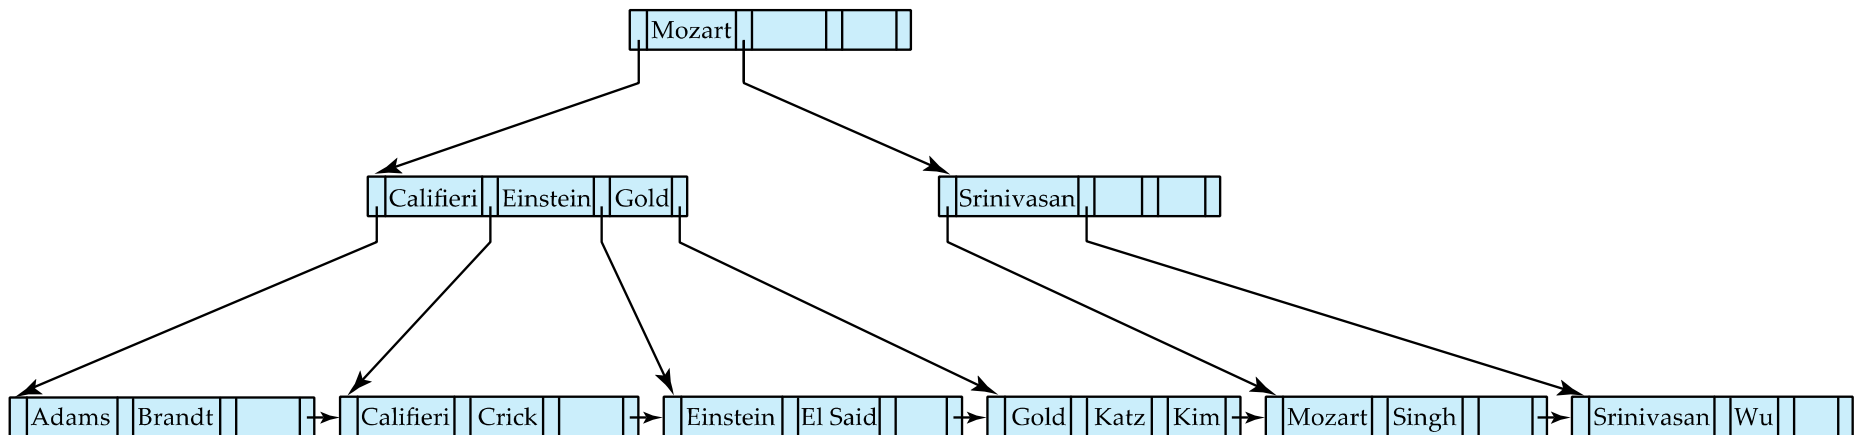 Mozart
Califieri Einstein Gold Srinivasan
Adams Brandt Califieri Crick Einstein El Said Gold Katz Kim Mozart Singh Srinivasan Wu